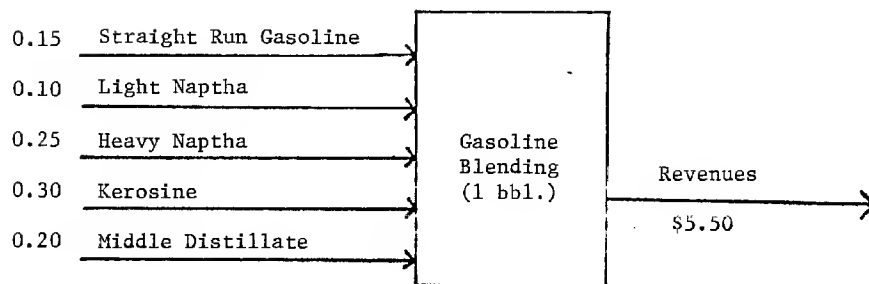 0.15 Straight Run Gasoline
0.10 Light Naptha
0.25 Heavy Naptha
0.30 Kerosine
0.20 Middle Distillate
Gasoline
Blending
(1 bbl.)
Revenues
$5.50